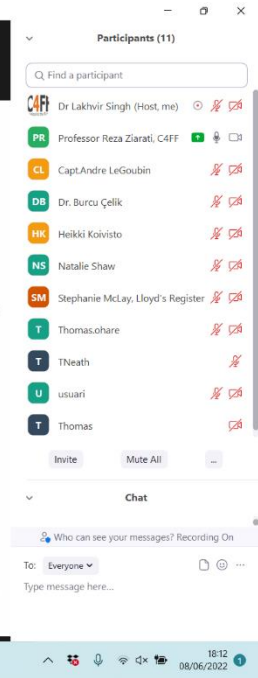 Participants (11)
Find a participant
C4FF Dr Lakhvir Singh (Host, me)
PR Professor Reza Ziarati, C4FF
CL Capt.Andre LeGoubin
DB Dr. Burcu Çelik
HK Heikki Koivisto
NS Natalie Shaw
SM Stephanie McLay, Lloyd's Register
T Thomas.ohare
T TNeath
U usuari
T Thomas
Invite Mute All ...
Chat
Who can see your messages? Recording On
To: Everyone
Type message here...
18:12
08/06/2022 1